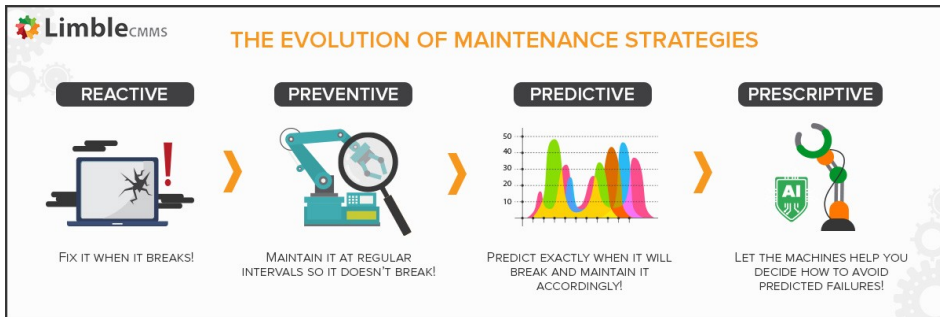 Limble CMMS
THE EVOLUTION OF MAINTENANCE STRATEGIES
REACTIVE
PREVENTIVE
PREDICTIVE
PRESCRIPTIVE
!
50
40
30
20
10
AI
FIX IT WHEN IT BREAKS!
MAINTAIN IT AT REGULAR
INTERVALS SO IT DOESN'T BREAK!
PREDICT EXACTLY WHEN IT WILL
BREAK AND MAINTAIN IT
ACCORDINGLY!
LET THE MACHINES HELP YOU
DECIDE HOW TO AVOID
PREDICTED FAILURES!